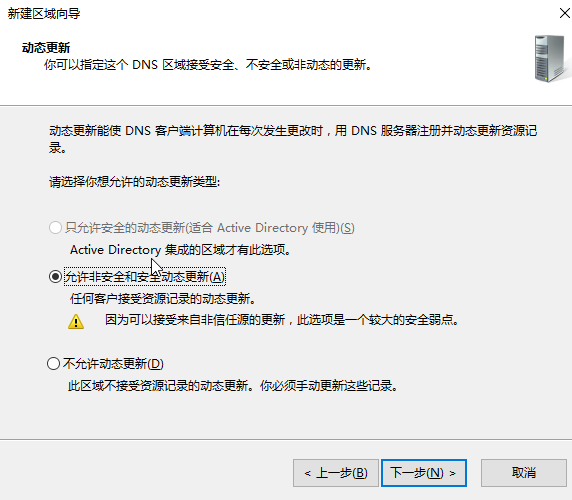 新建区域向导
动态更新
你可以指定这个 DNS 区域接受安全、不安全或非动态的更新。
动态更新能使 DNS 客户端计算机在每次发生更改时，用 DNS 服务器注册并动态更新资源记
录。
请选择你想允许的动态更新类型:
只允许安全的动态更新(适合 Active Directory 使用)(S)
Active Directory 集成的区域才有此选项。
允许非安全和安全动态更新(A)
任何客户接受资源记录的动态更新。
因为可以接受来自非信任源的更新，此选项是一个较大的安全弱点。
不允许动态更新(D)
此区域不接受资源记录的动态更新。你必须手动更新这些记录。
< 上一步(B)
下一步(N) >
取消